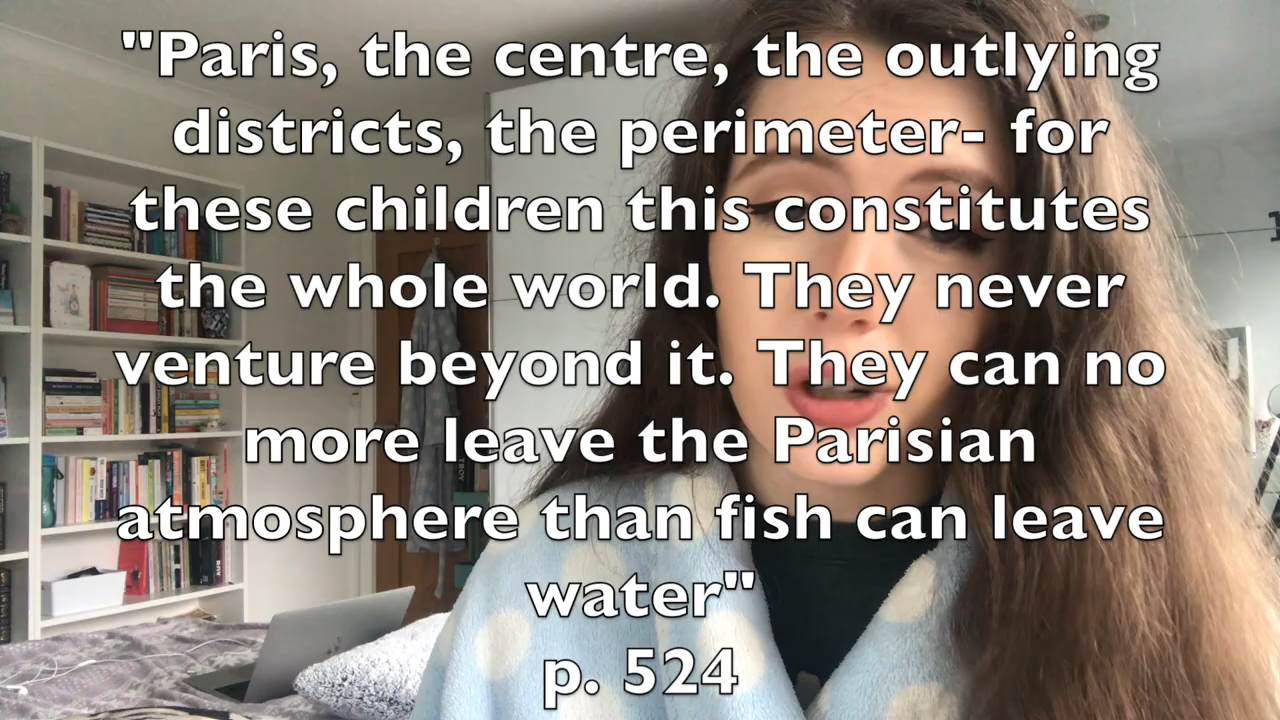 "Paris, the centre, the outlying
districts, the perimeter- for
these children this constitutes
the whole world. They never
venture beyond it. They can no
more leave the Parisian
atmosphere than fish can leave
water"
p. 524